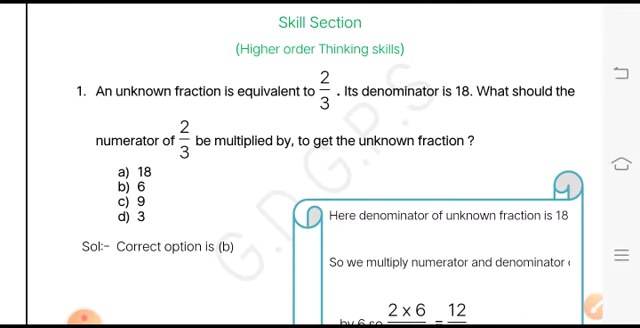 Skill Section
(Higher order Thinking skills)
1. An unknown fraction is equivalent to 2/3 . Its denominator is 18. What should the
numerator of 2/3 be multiplied by, to get the unknown fraction ?
a) 18
b) 6
c) 9
d) 3
Sol:- Correct option is (b)
Here denominator of unknown fraction is 18
So we multiply numerator and denominator
by 6 so 2 x 6 = 12
G.D.G.P.S